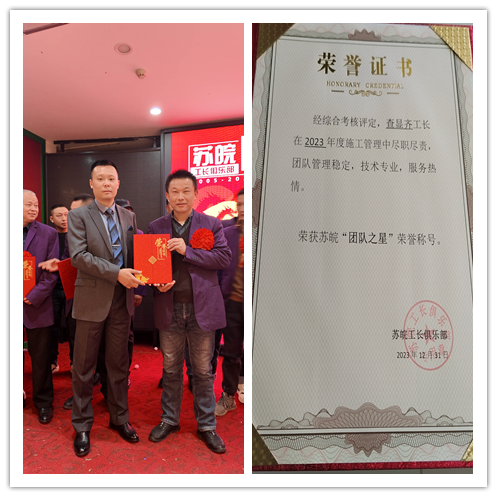 苏皖
工长俱乐部
荣誉证书
HONORARY CREDENTIAL
经综合考核评定，查显齐工长
在 2023 年度施工管理中尽职尽责，
团队管理稳定，技术专业，服务热
情。
荣获苏皖“团队之星”荣誉称号。
苏皖工长俱乐部
2023年12月31日